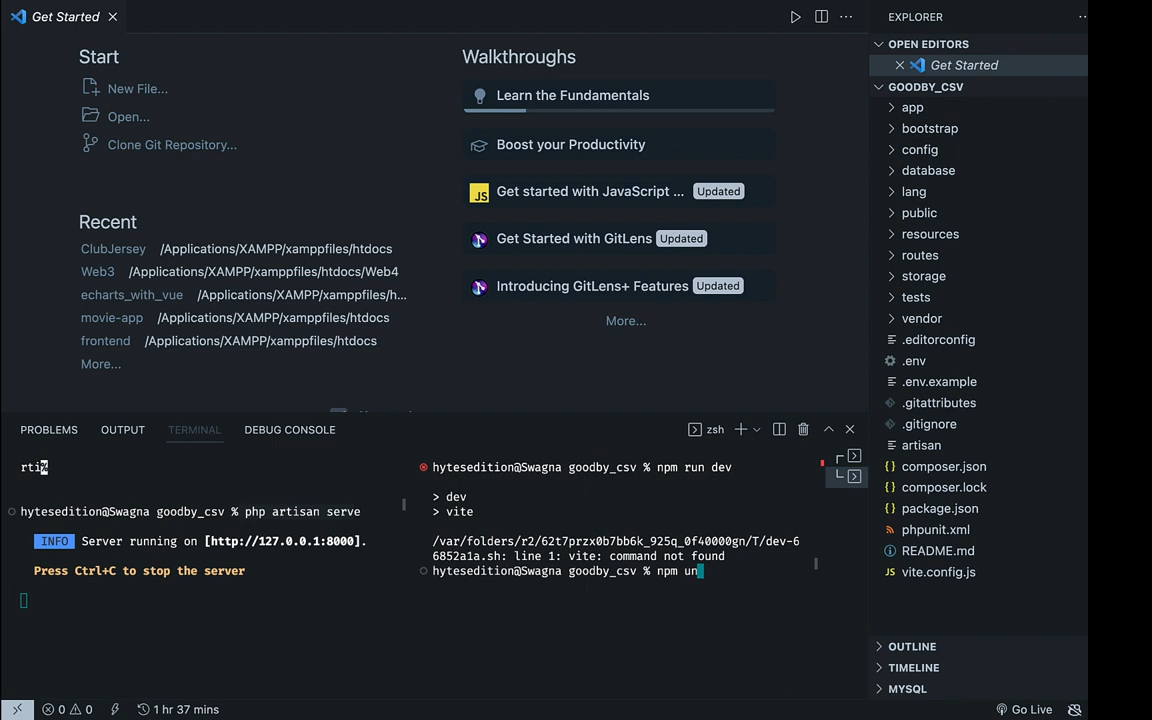 Get Started
Start
New File...
Open...
Clone Git Repository...
Recent
ClubJersey /Applications/XAMPP/xamppfiles/htdocs
Web3 /Applications/XAMPP/xamppfiles/htdocs/Web4
echarts_with_vue /Applications/XAMPP/xamppfiles/h...
movie-app /Applications/XAMPP/xamppfiles/htdocs
frontend /Applications/XAMPP/xamppfiles/htdocs
More...
Walkthroughs
Learn the Fundamentals
Boost your Productivity
JS Get started with JavaScript ... Updated
Get Started with GitLens Updated
Introducing GitLens+ Features Updated
More...
PROBLEMS OUTPUT TERMINAL DEBUG CONSOLE
zsh
rti%
hytesedition@Swagna goodby_csv % php artisan serve
INFO Server running on [http://127.0.0.1:8000].
Press Ctrl+C to stop the server
hytesedition@Swagna goodby_csv % npm run dev
> dev
> vite
/var/folders/r2/62t7przx0b7bb6k_925q_0f40000gn/T/dev-6
6852a1a.sh: line 1: vite: command not found
hytesedition@Swagna goodby_csv % npm un
EXPLORER
OPEN EDITORS
Get Started
GOODBY_CSV
app
bootstrap
config
database
lang
public
resources
routes
storage
tests
vendor
.editorconfig
.env
.env.example
.gitattributes
.gitignore
artisan
{} composer.json
{} composer.lock
{} package.json
phpunit.xml
README.md
JS vite.config.js
OUTLINE
TIMELINE
MYSQL
0 0 1 hr 37 mins
Go Live